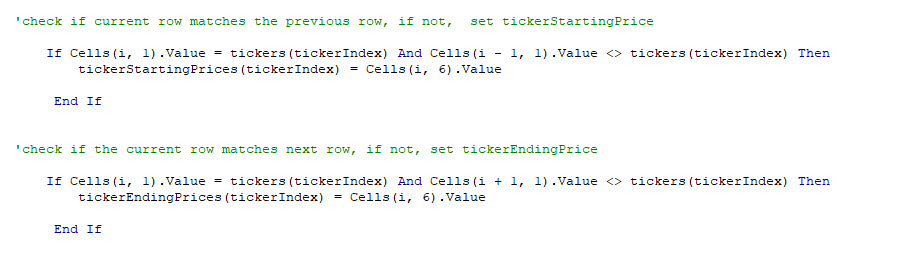 'check if current row matches the previous row, if not,  set tickerStartingPrice
If Cells(i, 1).Value = tickers(tickerIndex) And Cells(i - 1, 1).Value <> tickers(tickerIndex) Then
tickerStartingPrices(tickerIndex) = Cells(i, 6).Value
End If
'check if the current row matches next row, if not, set tickerEndingPrice
If Cells(i, 1).Value = tickers(tickerIndex) And Cells(i + 1, 1).Value <> tickers(tickerIndex) Then
tickerEndingPrices(tickerIndex) = Cells(i, 6).Value
End If